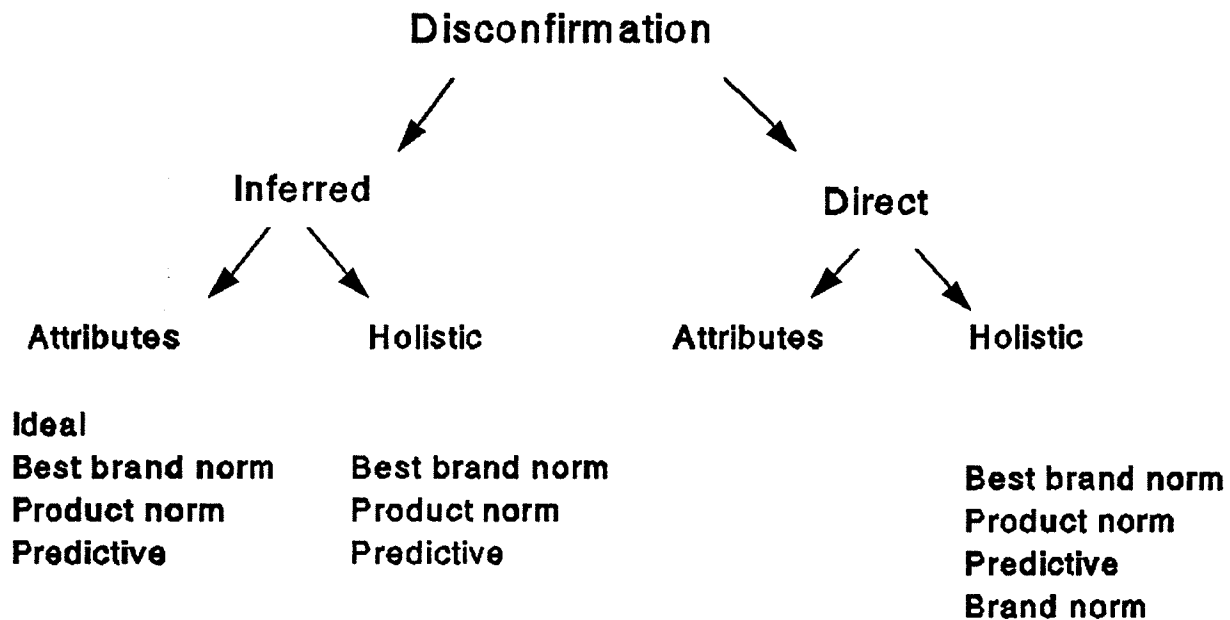 Disconfirmation
Inferred
Direct
Attributes
Holistic
Attributes
Holistic
Ideal
Best brand norm
Product norm
Predictive
Best brand norm
Product norm
Predictive
Best brand norm
Product norm
Predictive
Brand norm